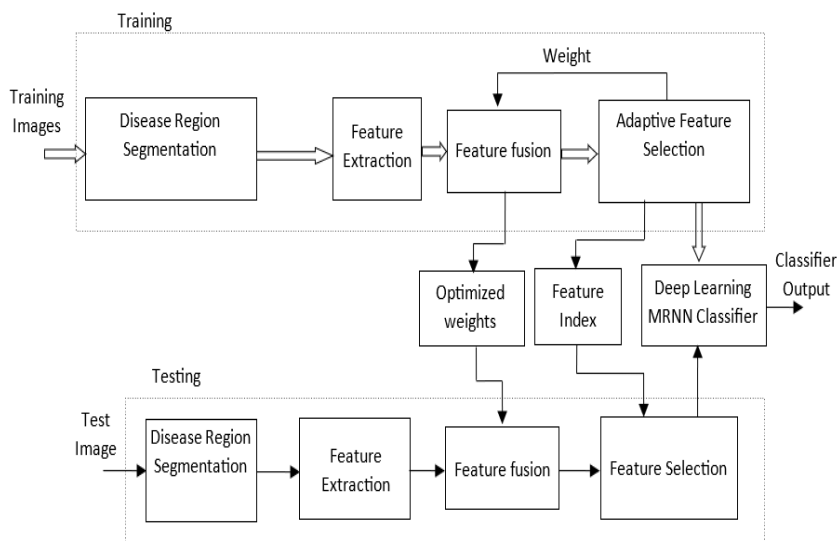 Training
Weight
Training
Images
Disease Region
Segmentation
Feature
Extraction
Feature fusion
Adaptive Feature
Selection
Optimized
weights
Feature
Index
Deep Learning
MRNN Classifier
Classifier
Output
Testing
Test
Image
Disease Region
Segmentation
Feature
Extraction
Feature fusion
Feature Selection